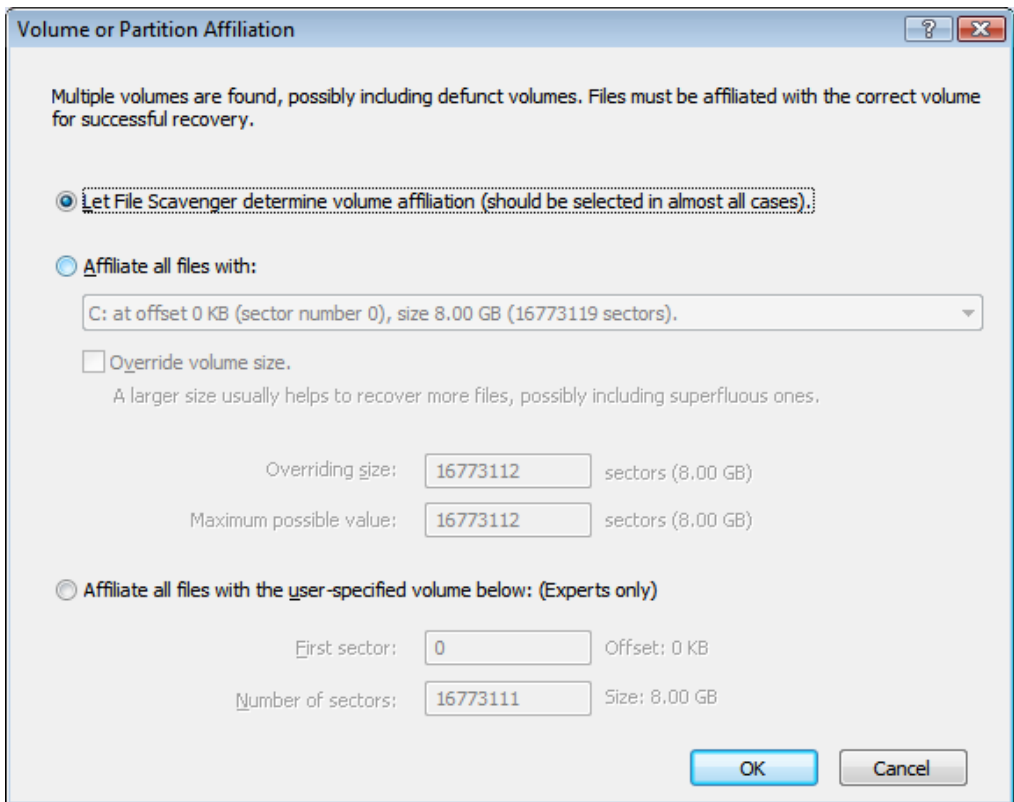 Volume or Partition Affiliation
Multiple volumes are found, possibly including defunct volumes. Files must be affiliated with the correct volume
for successful recovery.
Let File Scavenger determine volume affiliation (should be selected in almost all cases).
Affiliate all files with:
C: at offset 0 KB (sector number 0), size 8.00 GB (16773119 sectors).
Override volume size.
A larger size usually helps to recover more files, possibly including superfluous ones.
Overriding size: 16773112 sectors (8.00 GB)
Maximum possible value: 16773112 sectors (8.00 GB)
Affiliate all files with the user-specified volume below: (Experts only)
First sector: 0 Offset: 0 KB
Number of sectors: 16773111 Size: 8.00 GB
OK Cancel